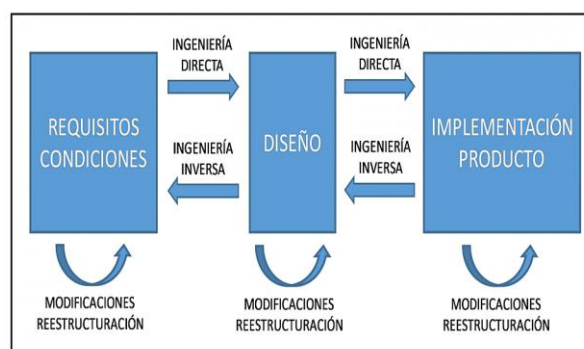 INGENIERÍA
DIRECTA
INGENIERÍA
DIRECTA
REQUISITOS
CONDICIONES
DISEÑO
IMPLEMENTACIÓN
PRODUCTO
INGENIERÍA
INVERSA
INGENIERÍA
INVERSA
MODIFICACIONES
REESTRUCTURACIÓN
MODIFICACIONES
REESTRUCTURACIÓN
MODIFICACIONES
REESTRUCTURACIÓN